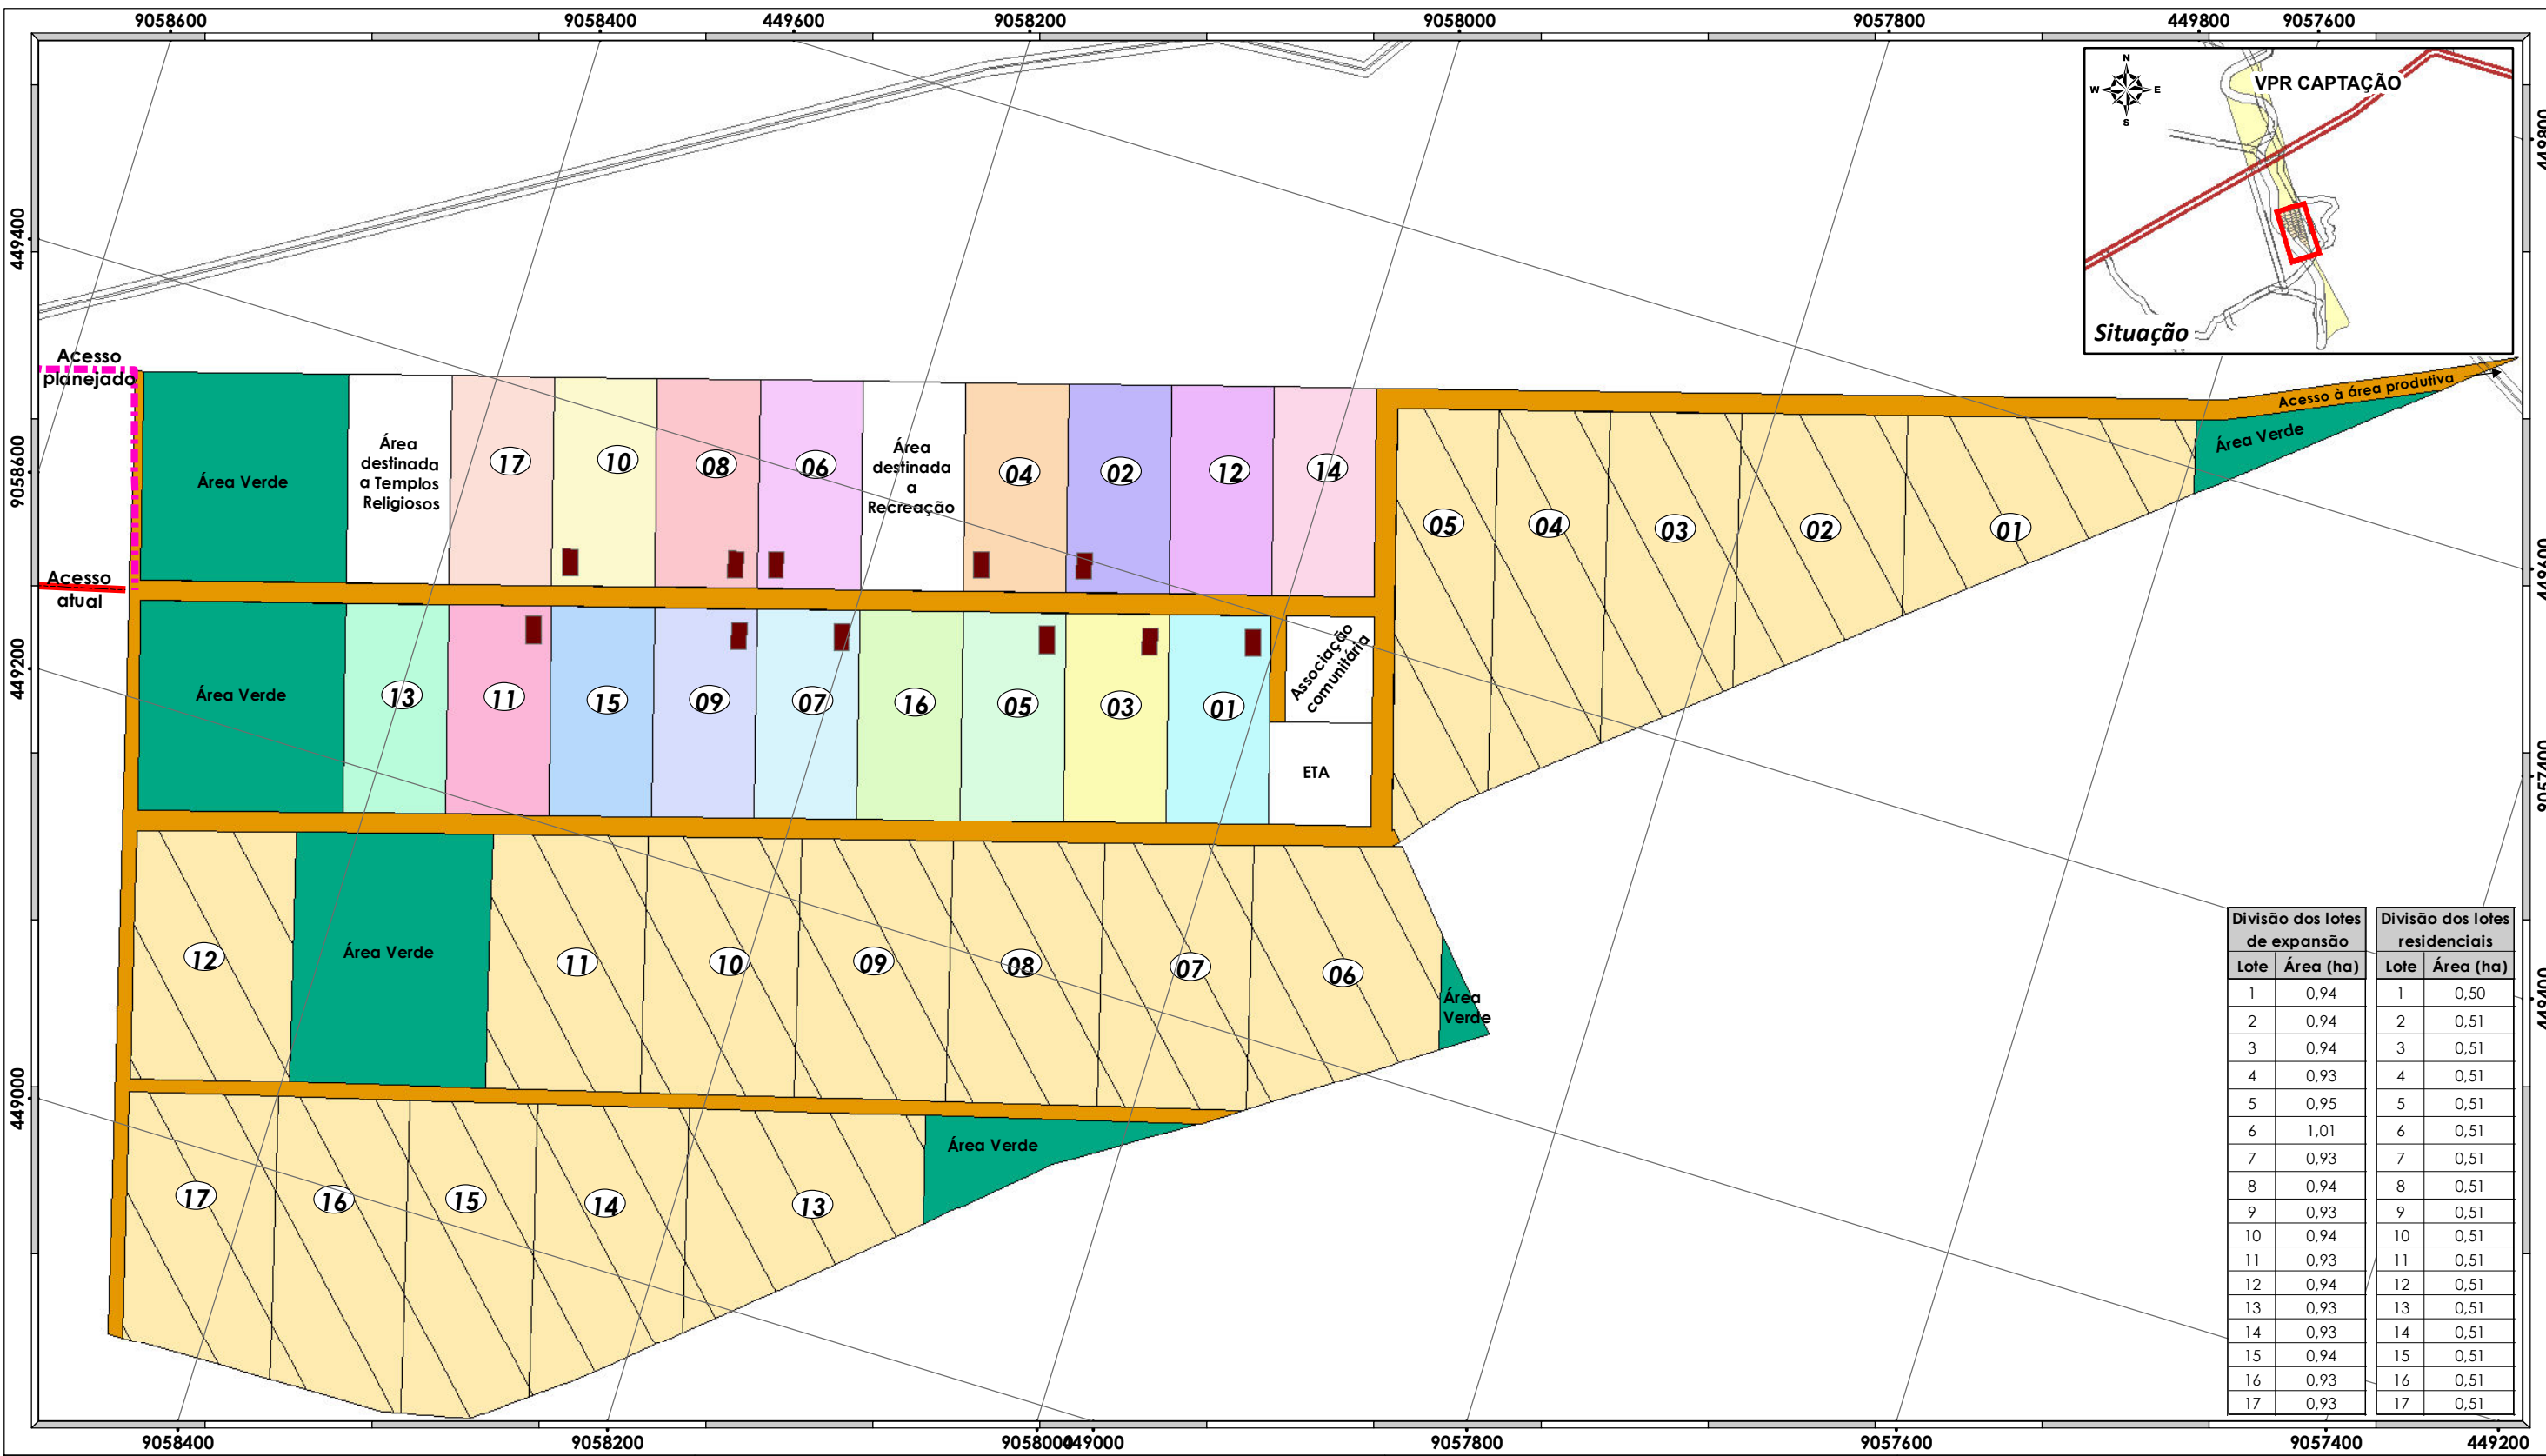 9058600 9058400 449600 9058200 9058000 9057800 449800 9057600
449400
9058600
449200
449000
449800
448600
9057400
448400
N
W E
S
VPR CAPTAÇÃO
Situação
Acesso
planejado
Acesso
atual
Área Verde
Área
destinada
a Templos
Religiosos
17
10
08
06
Área
destinada
a
Recreação
04
02
12
14
Acesso à área produtiva
Área Verde
05
04
03
02
01
Área Verde
13
11
15
09
07
16
05
03
01
Associação
comunitária
ETA
12
Área Verde
11
10
09
08
07
06
Área
Verde
17
16
15
14
13
Área Verde
Divisão dos lotes
de expansão
Lote Área (ha)
1 0,94
2 0,94
3 0,94
4 0,93
5 0,95
6 1,01
7 0,93
8 0,94
9 0,93
10 0,94
11 0,93
12 0,94
13 0,93
14 0,93
15 0,94
16 0,93
17 0,93
Divisão dos lotes
residenciais
Lote Área (ha)
1 0,50
2 0,51
3 0,51
4 0,51
5 0,51
6 0,51
7 0,51
8 0,51
9 0,51
10 0,51
11 0,51
12 0,51
13 0,51
14 0,51
15 0,51
16 0,51
17 0,51
9058400 9058200 9058000 449000 9057800 9057600 9057400 449200